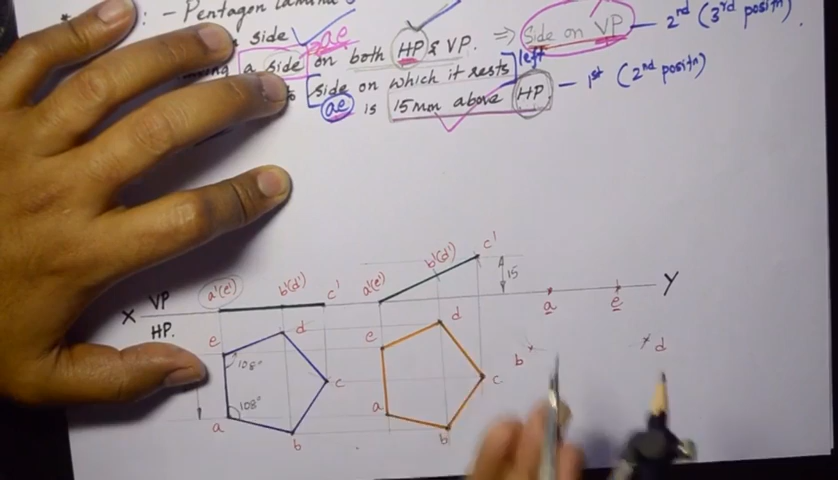 : - Pentagon lamina
side ae
a side on both HP & VP. ⇒ Side on VP — 2nd (3rd positn).
side on which it rests left
ae is 15mm above HP — 1st (2nd positn)
X VP a'(e') b'(d') c' a'(e') b'(d') c' 15 Y
HP. a e
e d e d b d
108°
c c
108°
a b a b